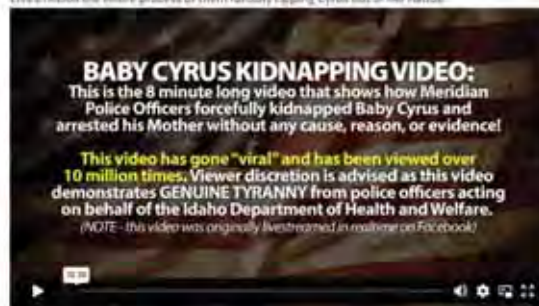 BABY CYRUS KIDNAPPING VIDEO:
This is the 8 minute long video that shows how Meridian
Police Officers forcefully kidnapped Baby Cyrus and
arrested his Mother without any cause, reason, or evidence!
This video has gone "viral" and has been viewed over
10 million times. Viewer discretion is advised as this video
demonstrates GENUINE TYRANNY from police officers acting
on behalf of the Idaho Department of Health and Welfare.
(NOTE - this video was originally livestreamed in realtime on Facebook)